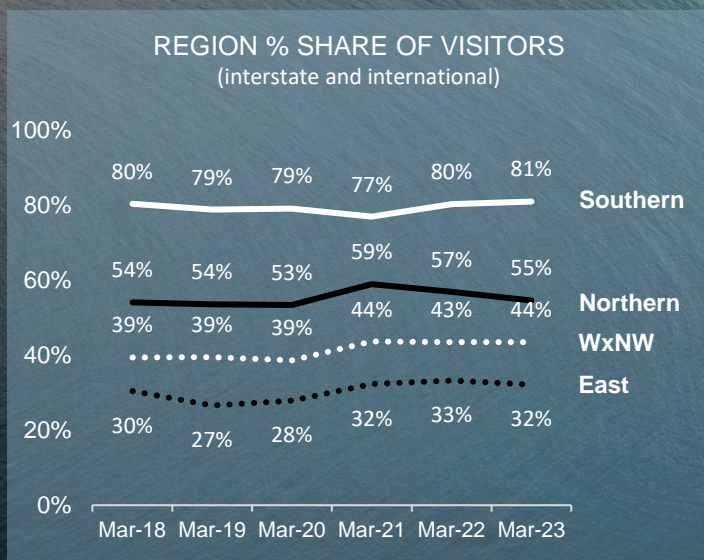 REGION % SHARE OF VISITORS
(interstate and international)
100%
80%
60%
40%
20%
0%
80% 79% 79% 77% 80% 81%
Southern
54% 54% 53% 59% 57% 55%
Northern
39% 39% 39% 44% 43% 44%
WxNW
30% 27% 28% 32% 33% 32%
East
Mar-18 Mar-19 Mar-20 Mar-21 Mar-22 Mar-23